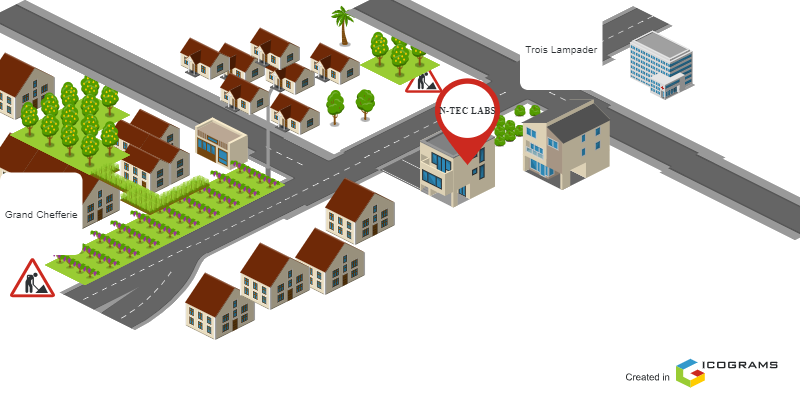 Trois Lampader
N-TEC LABS
Grand Chefferie
Created in ICOGRAMS